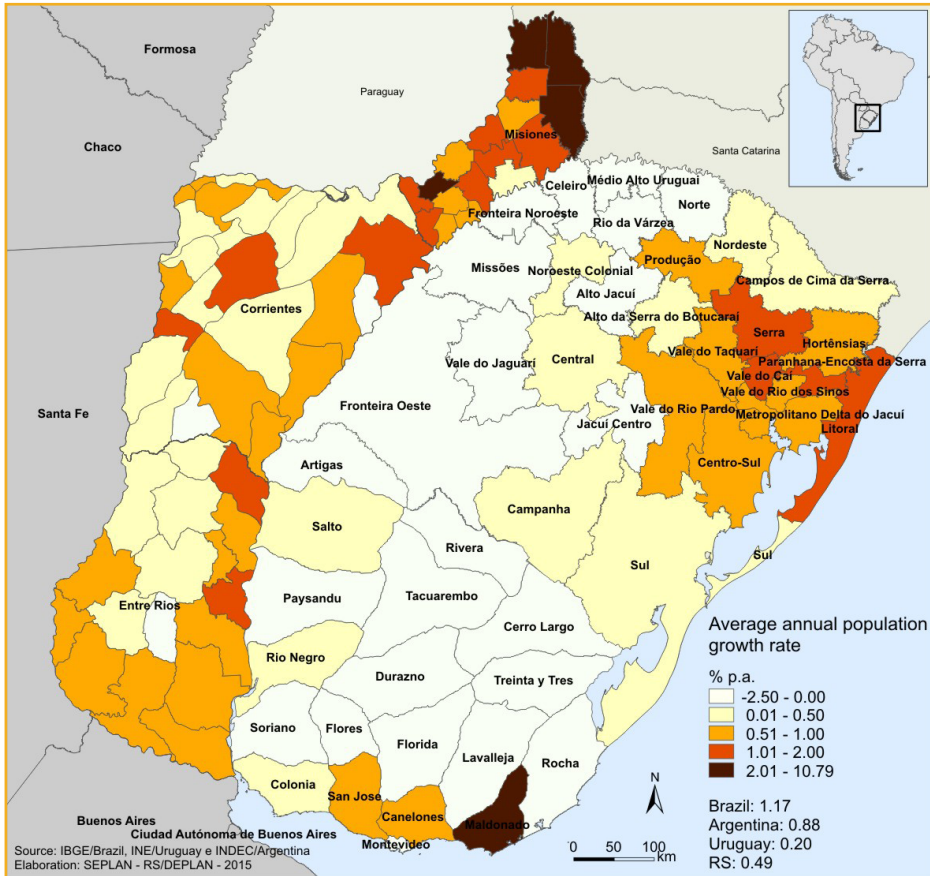 Formosa
Paraguay
Chaco
Santa Catarina
Misiones
Celeiro
Médio Alto Uruguai
Norte
Fronteira Noroeste
Rio da Várzea
Nordeste
Produção
Missões
Noroeste Colonial
Campos de Cima da Serra
Alto Jacuí
Corrientes
Alto da Serra do Botucaraí
Serra
Hortênsias
Vale do Taquari
Central
Paranhana-Encosta da Serra
Vale do Jaguarí
Vale do Caí
Vale do Rio dos Sinos
Santa Fe
Fronteira Oeste
Vale do Rio Pardo
Metropolitano Delta do Jacuí
Jacuí Centro
Litoral
Centro-Sul
Artigas
Campanha
Salto
Rivera
Sul
Sul
Paysandu
Tacuarembo
Entre Rios
Cerro Largo
Rio Negro
Durazno
Treinta y Tres
Soriano
Flores
Florida
Lavalleja
Rocha
Colonia
San Jose
Canelones
Maldonado
Montevideo
Buenos Aires
Ciudad Autónoma de Buenos Aires
Source: IBGE/Brazil, INE/Uruguay e INDEC/Argentina
Elaboration: SEPLAN - RS/DEPLAN - 2015
Average annual population
growth rate
% p.a.
-2.50 - 0.00
0.01 - 0.50
0.51 - 1.00
1.01 - 2.00
2.01 - 10.79
Brazil: 1.17
Argentina: 0.88
Uruguay: 0.20
RS: 0.49
N
0 50 100
km